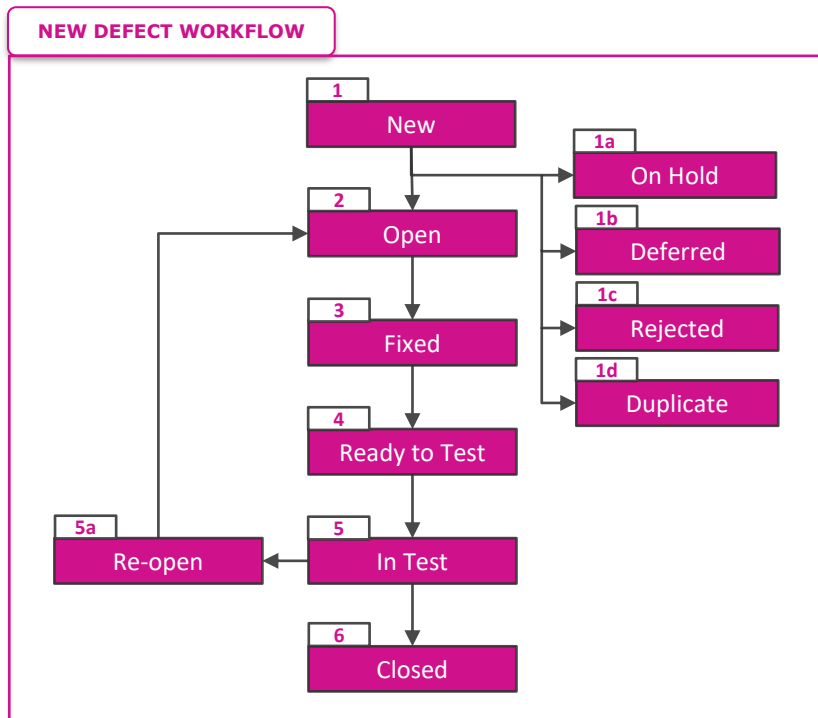 NEW DEFECT WORKFLOW
1
New
1a
On Hold
2
Open
1b
Deferred
1c
Rejected
3
Fixed
1d
Duplicate
4
Ready to Test
5a
Re-open
5
In Test
6
Closed